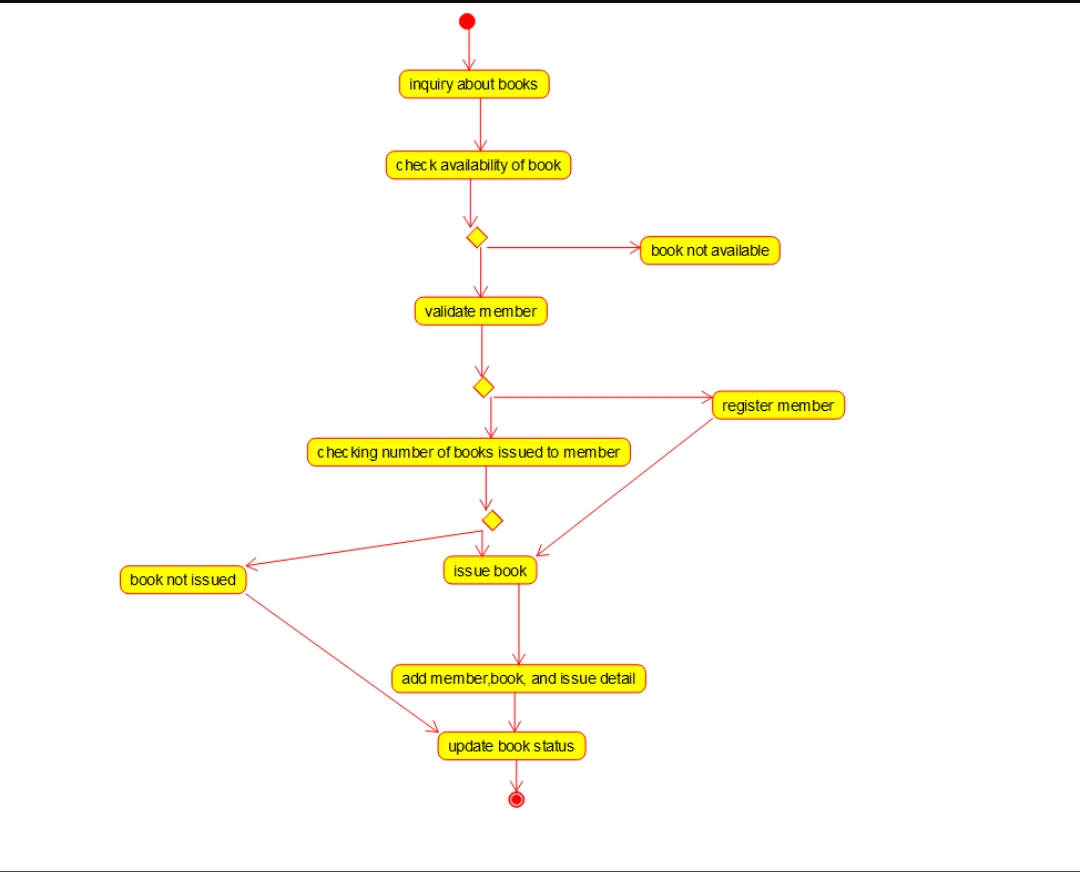 inquiry about books
check availability of book
book not available
validate member
register member
checking number of books issued to member
issue book
book not issued
add member,book, and issue detail
update book status